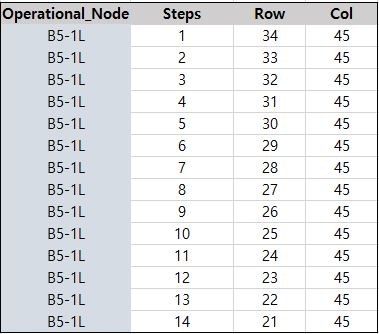 Operational_Node Steps Row Col
B5-1L 1 34 45
B5-1L 2 33 45
B5-1L 3 32 45
B5-1L 4 31 45
B5-1L 5 30 45
B5-1L 6 29 45
B5-1L 7 28 45
B5-1L 8 27 45
B5-1L 9 26 45
B5-1L 10 25 45
B5-1L 11 24 45
B5-1L 12 23 45
B5-1L 13 22 45
B5-1L 14 21 45